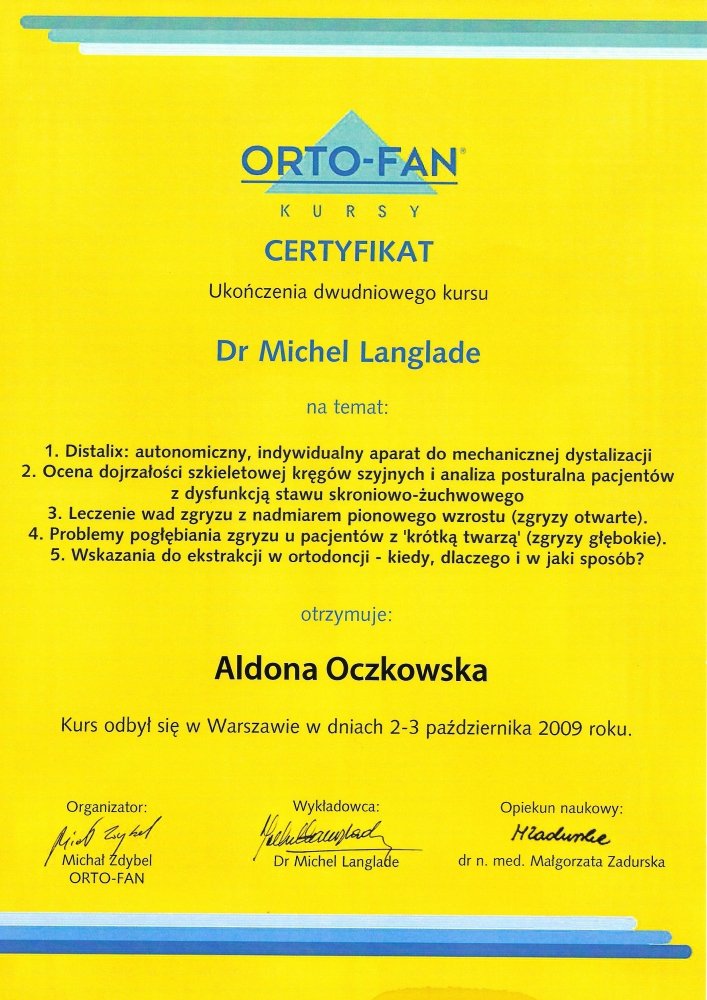 ORTO-FAN®
KURSY
CERTYFIKAT
Ukończenia dwudniowego kursu
Dr Michel Langlade
na temat:
1. Distalix: autonomiczny, indywidualny aparat do mechanicznej dystalizacji
2. Ocena dojrzałości szkieletowej kręgów szyjnych i analiza posturalna pacjentów
z dysfunkcją stawu skroniowo-żuchwowego
3. Leczenie wad zgryzu z nadmiarem pionowego wzrostu (zgryzy otwarte).
4. Problemy pogłębiania zgryzu u pacjentów z 'krótką twarzą' (zgryzy głębokie).
5. Wskazania do ekstrakcji w ortodoncji - kiedy, dlaczego i w jaki sposób?
otrzymuje:
Aldona Oczkowska
Kurs odbył się w Warszawie w dniach 2-3 października 2009 roku.
Organizator:
Michał Zdybel
ORTO-FAN
Wykładowca:
Dr Michel Langlade
Opiekun naukowy:
MZadurska
dr n. med. Małgorzata Zadurska